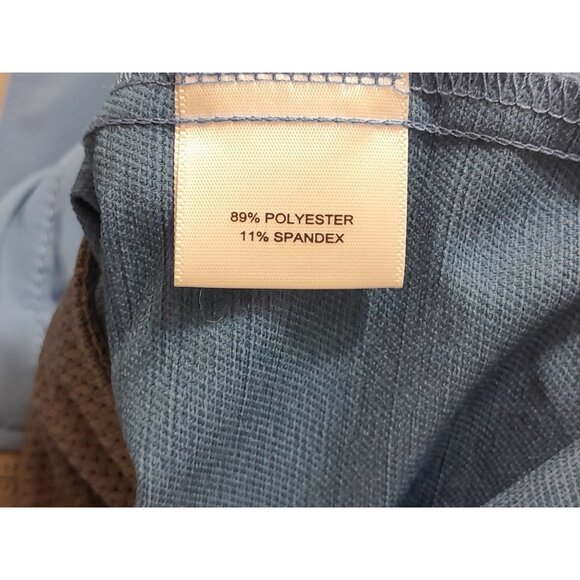 89% POLYESTER
11% SPANDEX